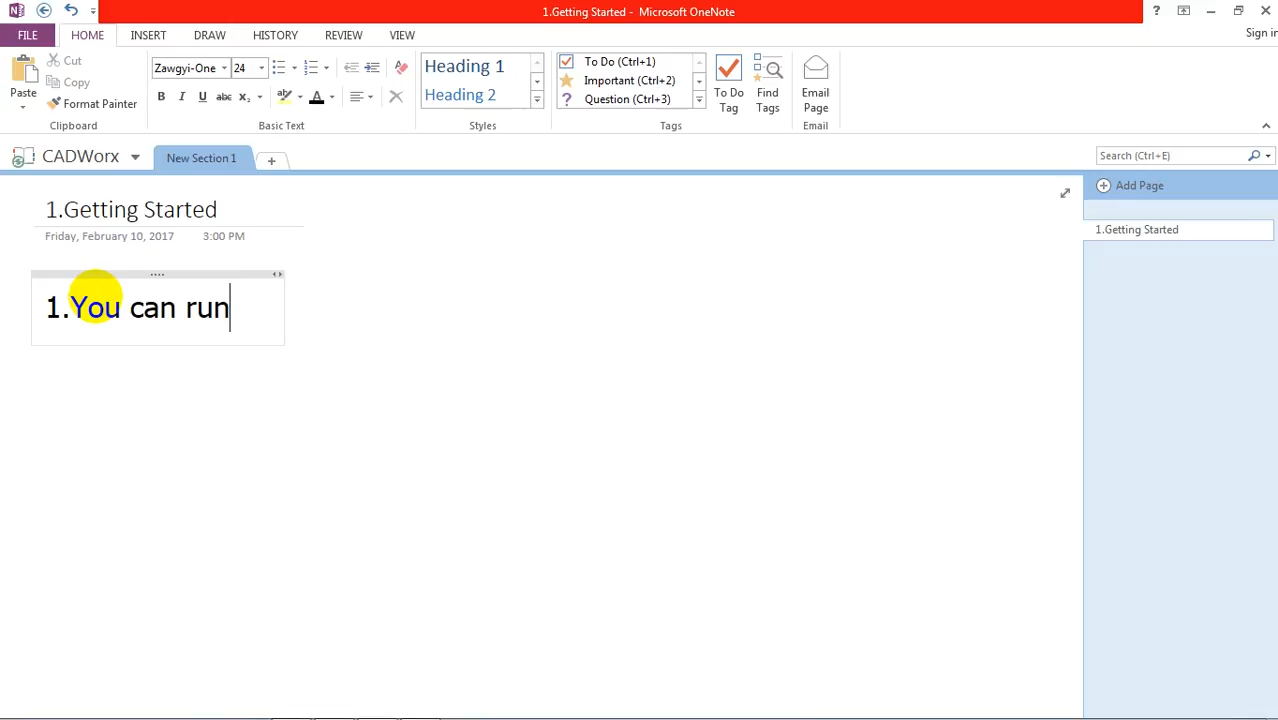 1.Getting Started - Microsoft OneNote
?
FILE
HOME
INSERT
DRAW
HISTORY
REVIEW
VIEW
Sign in
Paste
Cut
Copy
Format Painter
Clipboard
Zawgyi-One
24
B I U abc X₂
A
Basic Text
Heading 1
Heading 2
Styles
To Do (Ctrl+1)
Important (Ctrl+2)
? Question (Ctrl+3)
To Do
Tag
Find
Tags
Tags
Email
Page
Email
CADWorx
New Section 1
+
Search (Ctrl+E)
1.Getting Started
Friday, February 10, 2017 3:00 PM
1.You can run
Add Page
1.Getting Started